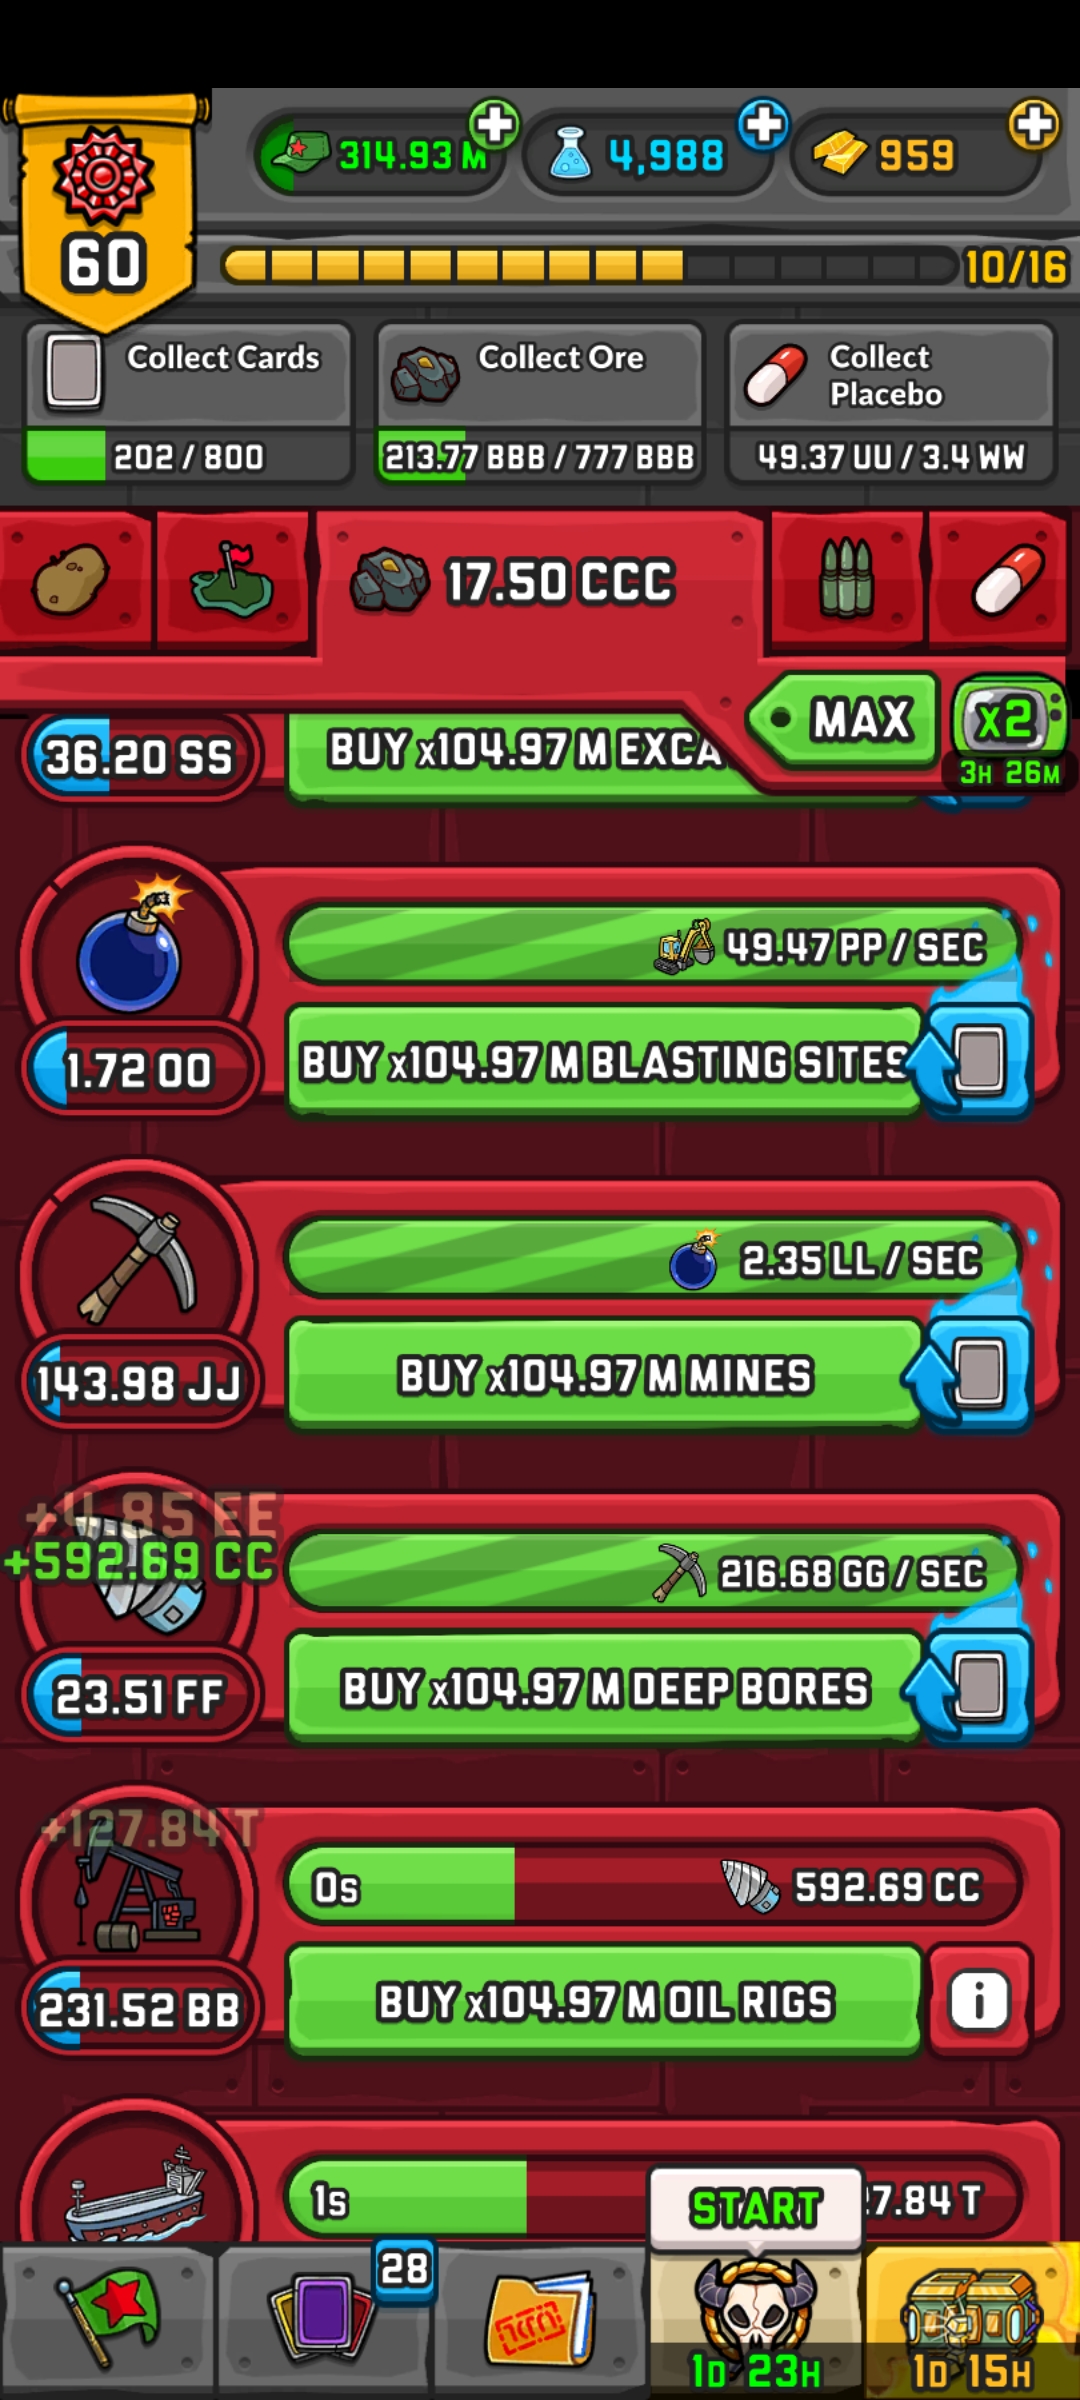 314.93 M
4,988
959
60
10/16
Collect Cards
Collect Ore
Collect
Placebo
202 / 800
213.77 BBB / 777 BBB
49.37 UU / 3.4 WW
17.50 CCC
MAX
x2
3H 26M
36.20 SS
BUY x104.97 M EXCA
49.47 PP / SEC
1.72 OO
BUY x104.97 M BLASTING SITES
2.35 LL / SEC
143.98 JJ
BUY x104.97 M MINES
+4.85 EE
+592.69 CC
216.68 GG / SEC
23.51 FF
BUY x104.97 M DEEP BORES
+127.84 T
0s
592.69 CC
231.52 BB
BUY x104.97 M OIL RIGS
i
1s
7.84 T
START
28
1D 23H
1D 15H